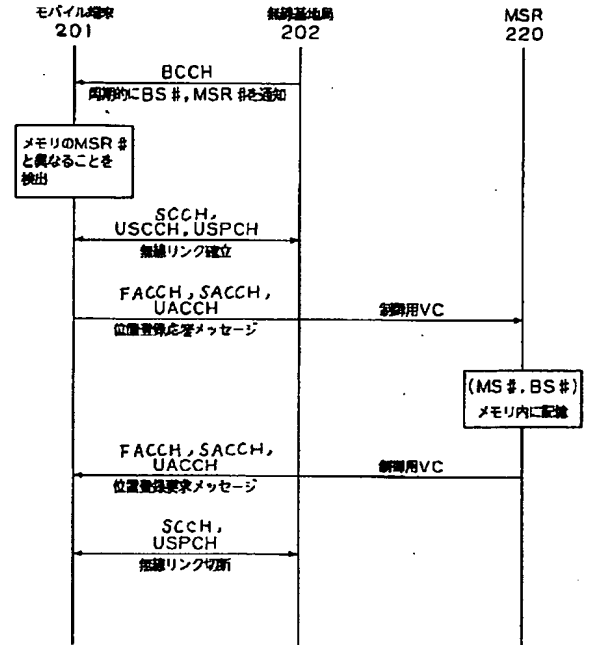 モバイル端末
201
無線基地局
202
MSR
220
BCCH
周期的にBS#,MSR#を通知
メモリのMSR#
と異なることを
検出
SCCH,
USCCH,USPCH
無線リンク確立
FACCH,SACCH,
UACCH
制御用VC
位置登録応答メッセージ
(MS#,BS#)
メモリ内に記憶
FACCH,SACCH,
UACCH
制御用VC
位置登録要求メッセージ
SCCH,
USPCH
無線リンク切断